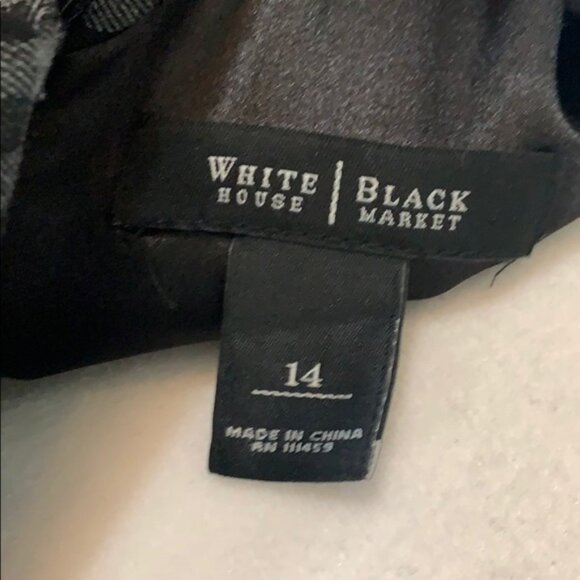 WHITE | BLACK
HOUSE | MARKET
14
MADE IN CHINA
RN 111459